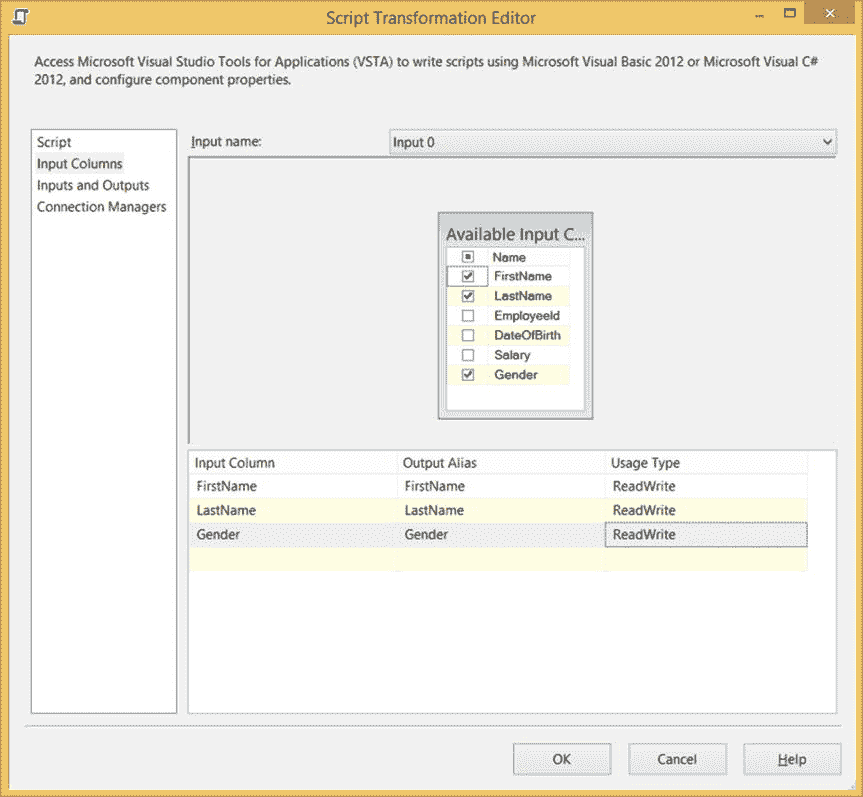 Script Transformation Editor
Access Microsoft Visual Studio Tools for Applications (VSTA) to write scripts using Microsoft Visual Basic 2012 or Microsoft Visual C#
2012, and configure component properties.
Script
Input Columns
Inputs and Outputs
Connection Managers
Input name:
Input 0
Available Input C...
Name
FirstName
LastName
EmployeeId
DateOfBirth
Salary
Gender
Input Column Output Alias Usage Type
FirstName FirstName ReadWrite
LastName LastName ReadWrite
Gender Gender ReadWrite
OK Cancel Help